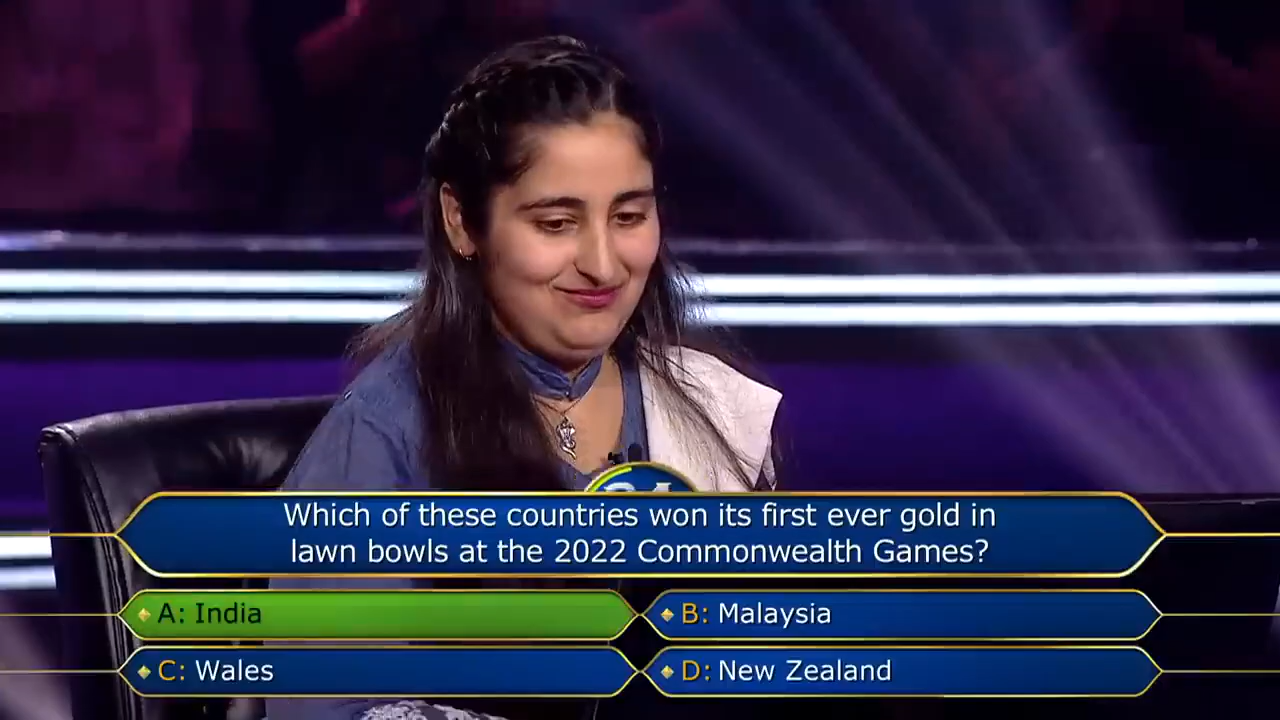 Which of these countries won its first ever gold in
lawn bowls at the 2022 Commonwealth Games?
A: India
B: Malaysia
C: Wales
D: New Zealand